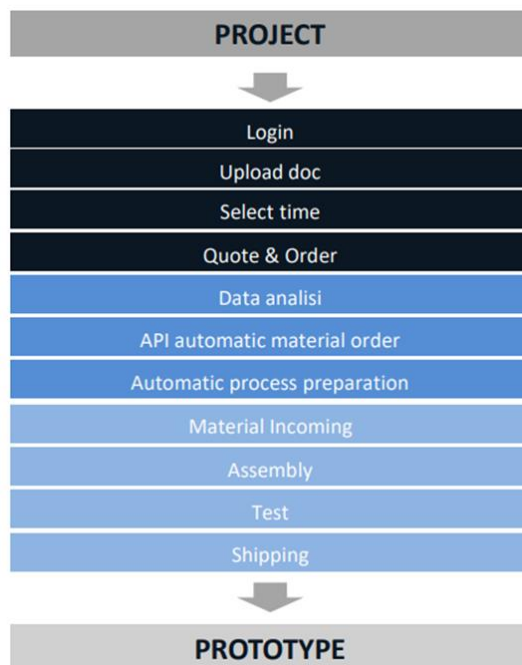 PROJECT
Login
Upload doc
Select time
Quote & Order
Data analisi
API automatic material order
Automatic process preparation
Material Incoming
Assembly
Test
Shipping
PROTOTYPE